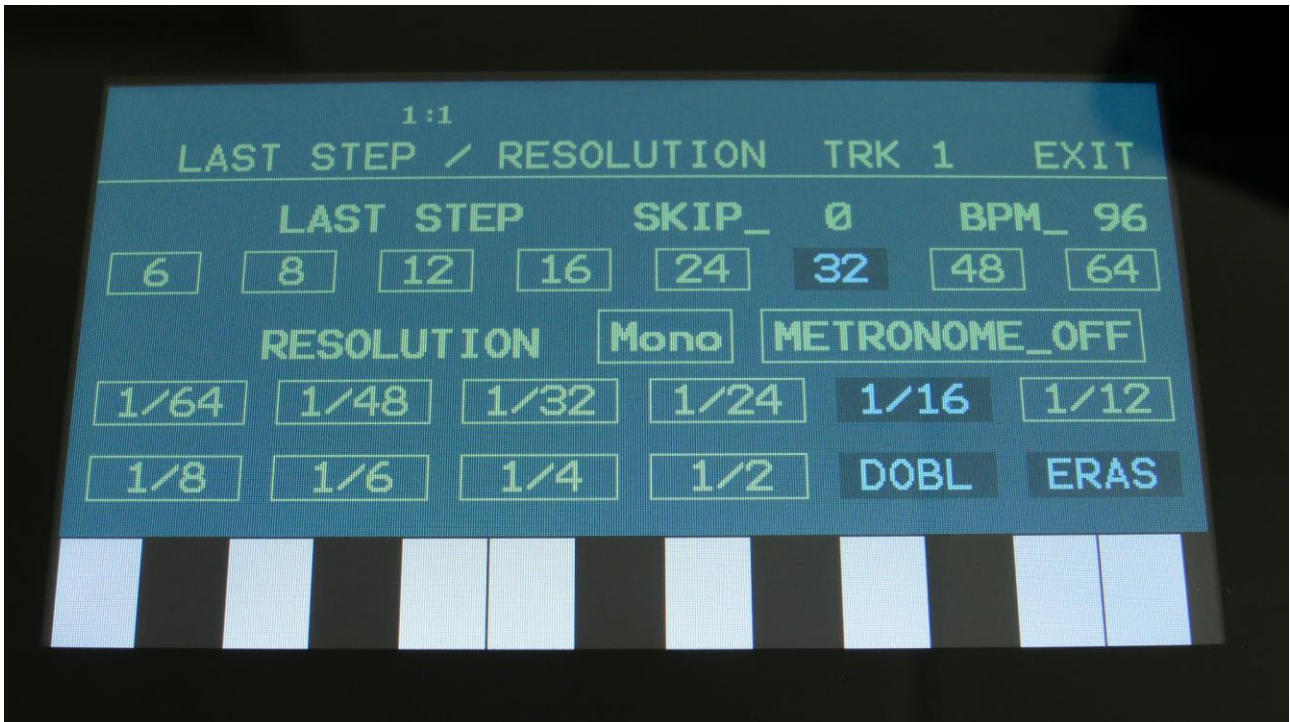 1:1
LAST STEP / RESOLUTION TRK 1 EXIT
LAST STEP SKIP_ 0 BPM_ 96
6 8 12 16 24 32 48 64
RESOLUTION Mono METRONOME_OFF
1/64 1/48 1/32 1/24 1/16 1/12
1/8 1/6 1/4 1/2 DOBL ERAS